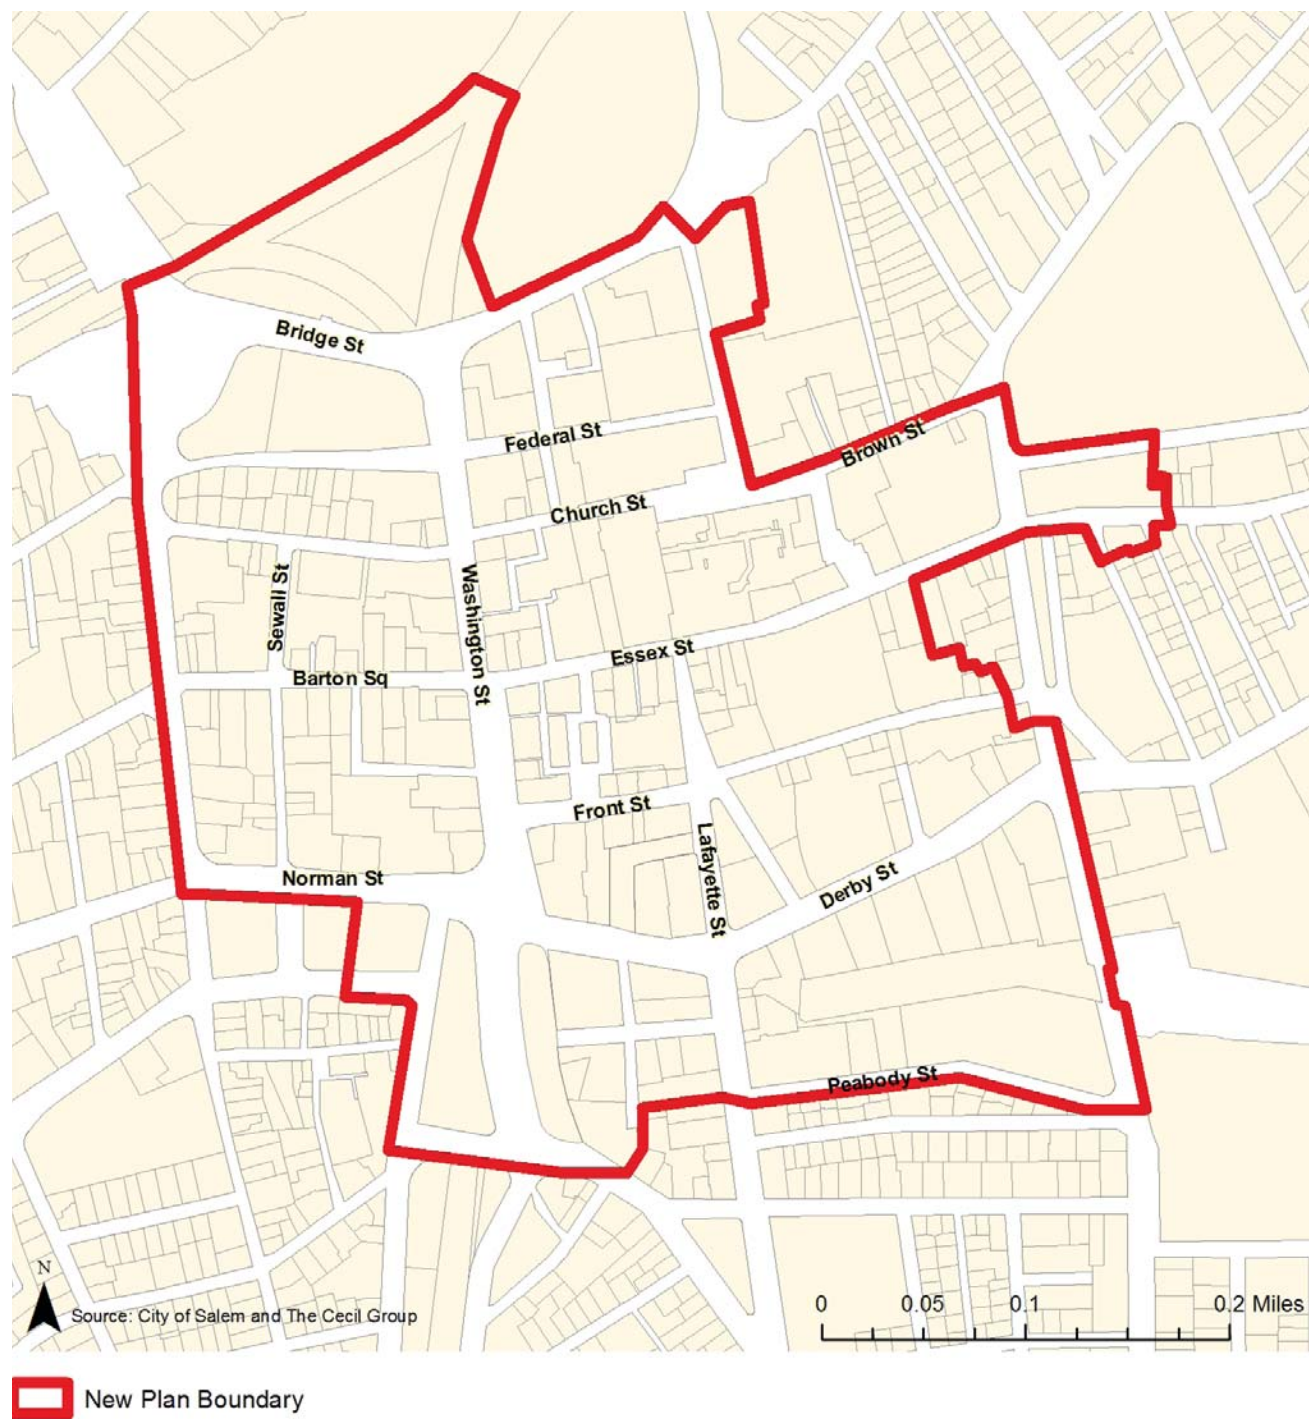 Bridge St
Federal St
Brown St
Church St
Sewall St
Washington St
Essex St
Barton Sq
Front St
Lafayette St
Norman St
Derby St
Peabody St
N
Source: City of Salem and The Cecil Group
0 0.05 0.1 0.2 Miles
New Plan Boundary